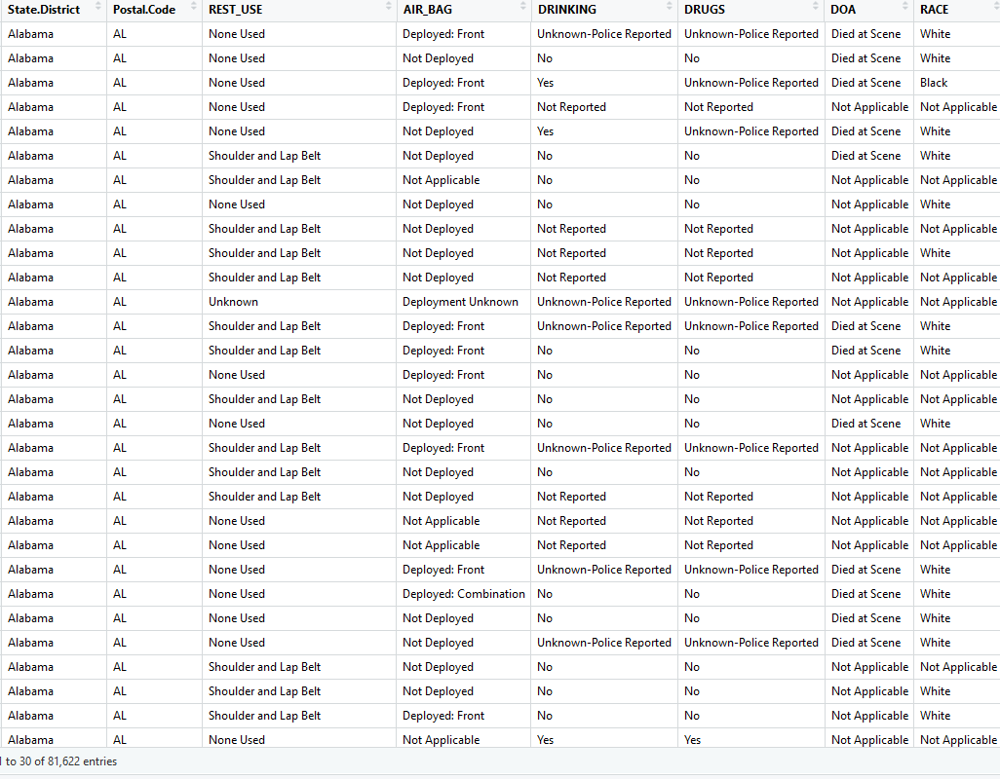 State.District Postal.Code REST_USE AIR_BAG DRINKING DRUGS DOA RACE
Alabama AL None Used Deployed: Front Unknown-Police Reported Unknown-Police Reported Died at Scene White
Alabama AL None Used Not Deployed No No Died at Scene White
Alabama AL None Used Deployed: Front Yes Unknown-Police Reported Died at Scene Black
Alabama AL None Used Deployed: Front Not Reported Not Reported Not Applicable Not Applicable
Alabama AL None Used Not Deployed Yes Unknown-Police Reported Died at Scene White
Alabama AL Shoulder and Lap Belt Not Deployed No No Died at Scene White
Alabama AL Shoulder and Lap Belt Not Applicable No No Not Applicable Not Applicable
Alabama AL None Used Not Deployed No No Not Applicable White
Alabama AL Shoulder and Lap Belt Not Deployed Not Reported Not Reported Not Applicable Not Applicable
Alabama AL Shoulder and Lap Belt Not Deployed Not Reported Not Reported Not Applicable White
Alabama AL Shoulder and Lap Belt Not Deployed Not Reported Not Reported Not Applicable Not Applicable
Alabama AL Unknown Deployment Unknown Unknown-Police Reported Unknown-Police Reported Not Applicable Not Applicable
Alabama AL Shoulder and Lap Belt Deployed: Front Unknown-Police Reported Unknown-Police Reported Died at Scene White
Alabama AL Shoulder and Lap Belt Deployed: Front No No Died at Scene White
Alabama AL None Used Deployed: Front No No Not Applicable Not Applicable
Alabama AL Shoulder and Lap Belt Not Deployed No No Not Applicable Not Applicable
Alabama AL None Used Not Deployed No No Died at Scene White
Alabama AL Shoulder and Lap Belt Deployed: Front Unknown-Police Reported Unknown-Police Reported Not Applicable Not Applicable
Alabama AL Shoulder and Lap Belt Not Deployed No No Not Applicable Not Applicable
Alabama AL Shoulder and Lap Belt Not Deployed Not Reported Not Reported Not Applicable Not Applicable
Alabama AL None Used Not Applicable Not Reported Not Reported Not Applicable Not Applicable
Alabama AL None Used Not Applicable Not Reported Not Reported Not Applicable Not Applicable
Alabama AL None Used Deployed: Front Unknown-Police Reported Unknown-Police Reported Died at Scene White
Alabama AL None Used Deployed: Combination No No Died at Scene White
Alabama AL None Used Not Deployed No No Died at Scene White
Alabama AL None Used Not Deployed Unknown-Police Reported Unknown-Police Reported Died at Scene White
Alabama AL Shoulder and Lap Belt Not Deployed No No Not Applicable Not Applicable
Alabama AL Shoulder and Lap Belt Not Deployed No No Not Applicable White
Alabama AL Shoulder and Lap Belt Deployed: Front No No Not Applicable White
Alabama AL None Used Not Applicable Yes Yes Not Applicable Not Applicable
1 to 30 of 81,622 entries